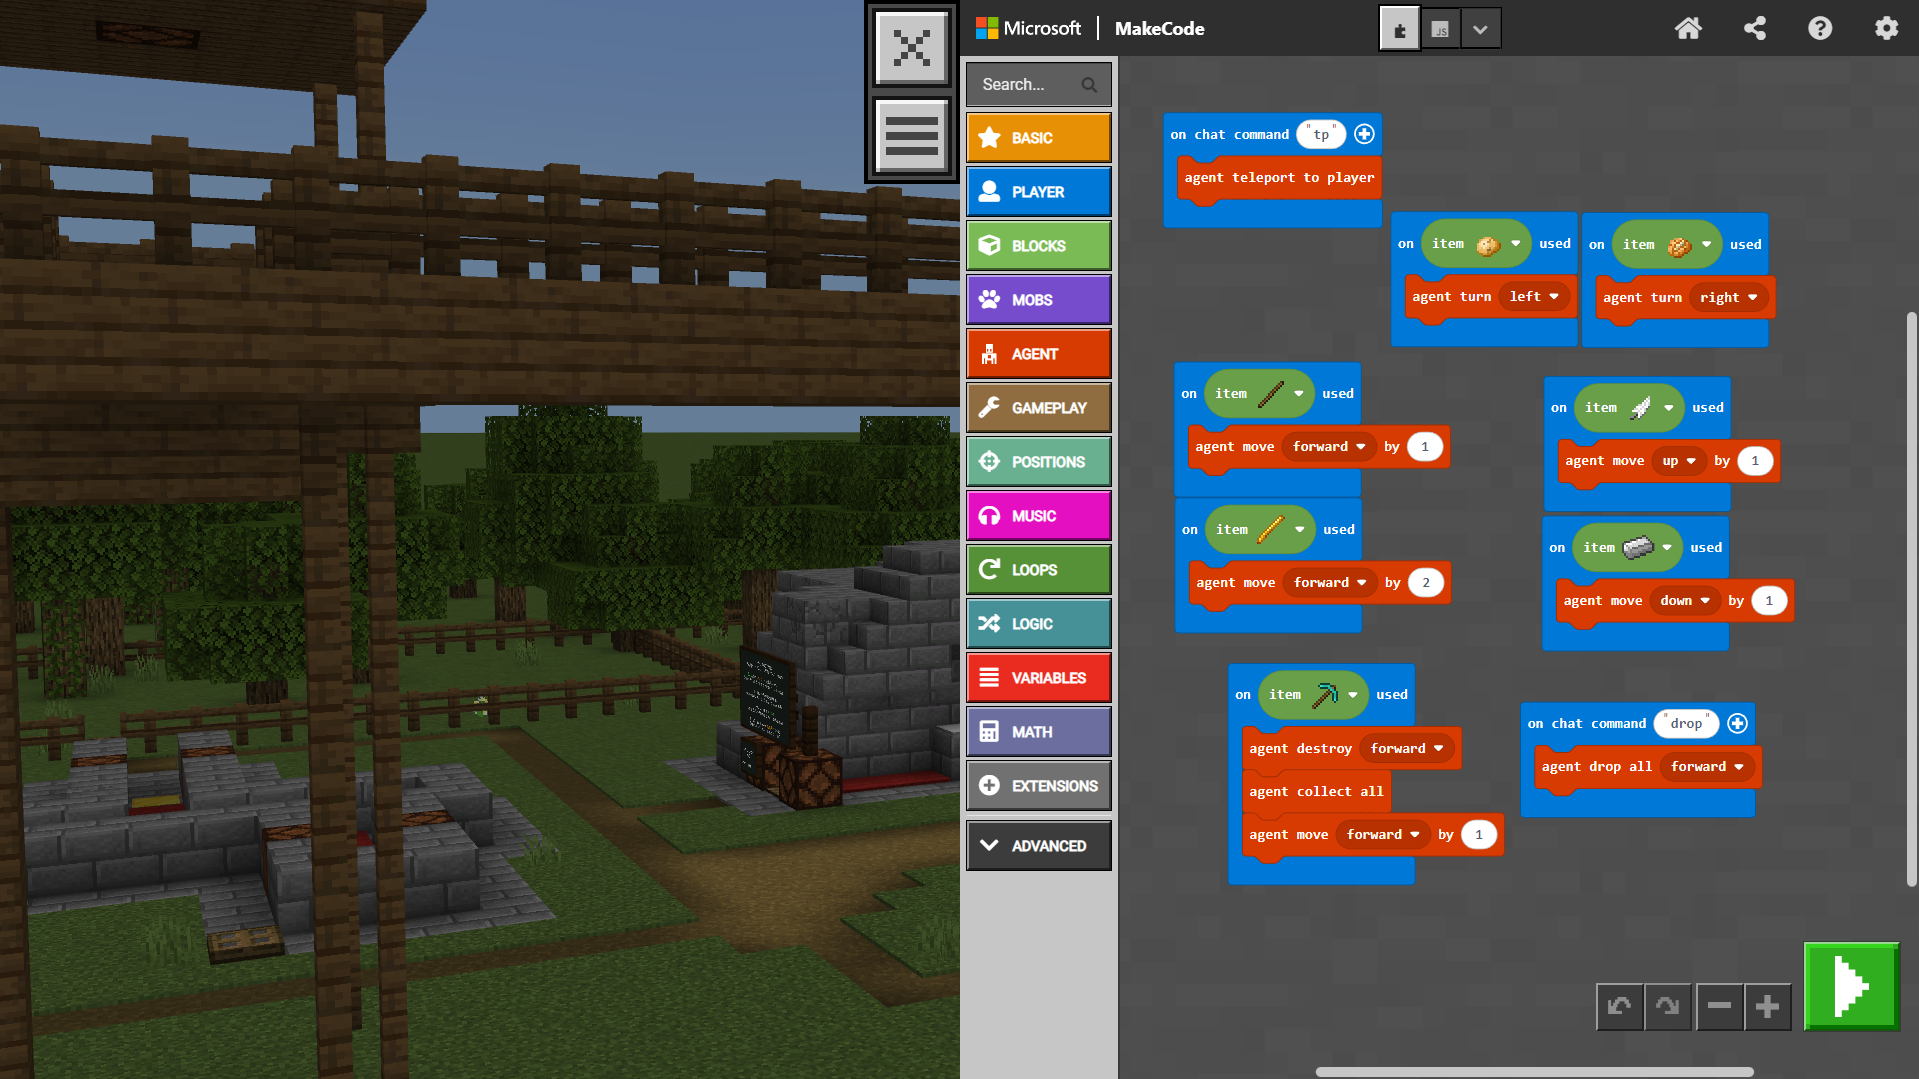 Microsoft | MakeCode
JS
Search...
BASIC
PLAYER
BLOCKS
MOBS
AGENT
GAMEPLAY
POSITIONS
MUSIC
LOOPS
LOGIC
VARIABLES
MATH
EXTENSIONS
ADVANCED
on chat command "tp"
agent teleport to player
on item used
agent turn left
on item used
agent turn right
on item used
agent move forward by 1
on item used
agent move forward by 2
on item used
agent move up by 1
on item used
agent move down by 1
on item used
agent destroy forward
agent collect all
agent move forward by 1
on chat command "drop"
agent drop all forward